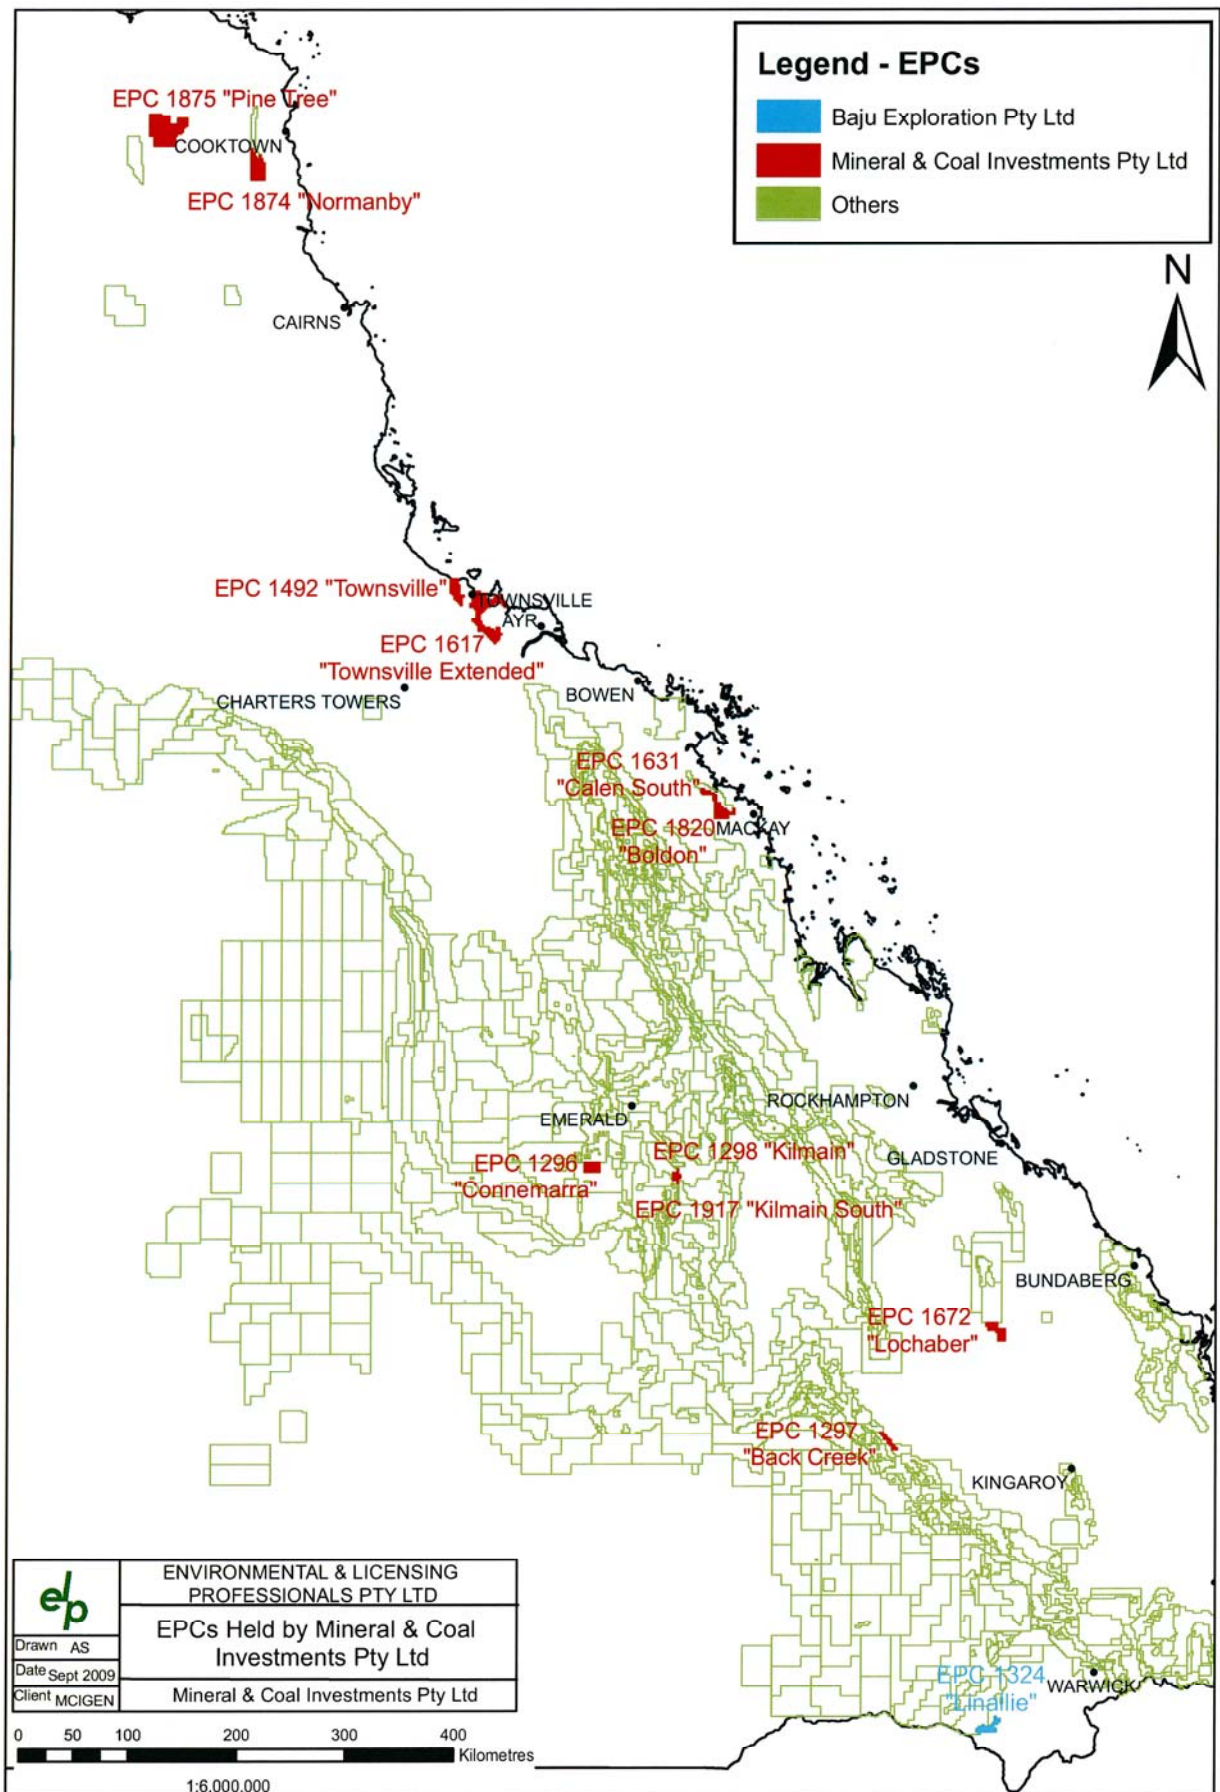 Legend - EPCs
Baju Exploration Pty Ltd
Mineral & Coal Investments Pty Ltd
Others
N
EPC 1875 "Pine Tree"
COOKTOWN
EPC 1874 "Normanby"
CAIRNS
EPC 1492 "Townsville"
TOWNSVILLE
AYR
EPC 1617
"Townsville Extended"
CHARTERS TOWERS
BOWEN
EPC 1631
"Calen South"
EPC 1820
"Boldon"
MACKAY
ROCKHAMPTON
EMERALD
EPC 1298 "Kilmain"
GLADSTONE
EPC 1296
"Connemarra"
EPC 1917 "Kilmain South"
BUNDABERG
EPC 1672
"Lochaber"
EPC 1297
"Back Creek"
KINGAROY
EPC 1324
"Linallie"
WARWICK
elp
ENVIRONMENTAL & LICENSING
PROFESSIONALS PTY LTD
EPCs Held by Mineral & Coal
Investments Pty Ltd
Drawn AS
Date Sept 2009
Client MCIGEN
Mineral & Coal Investments Pty Ltd
0 50 100 200 300 400
Kilometres
1:6,000,000